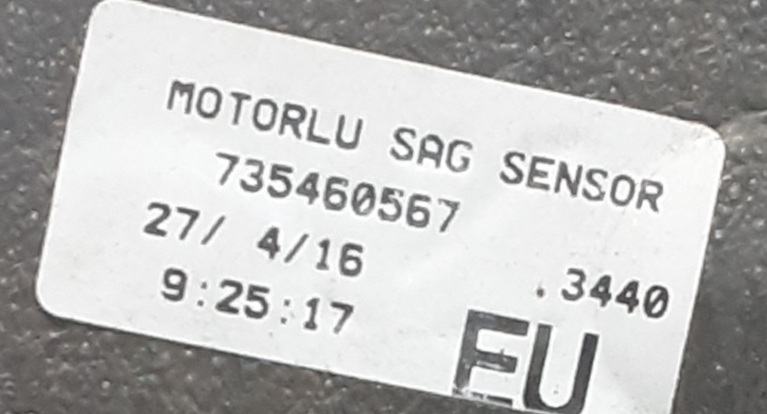 MOTORLU SAG SENSOR
735460567
27/ 4/16
.3440
9:25:17
EU